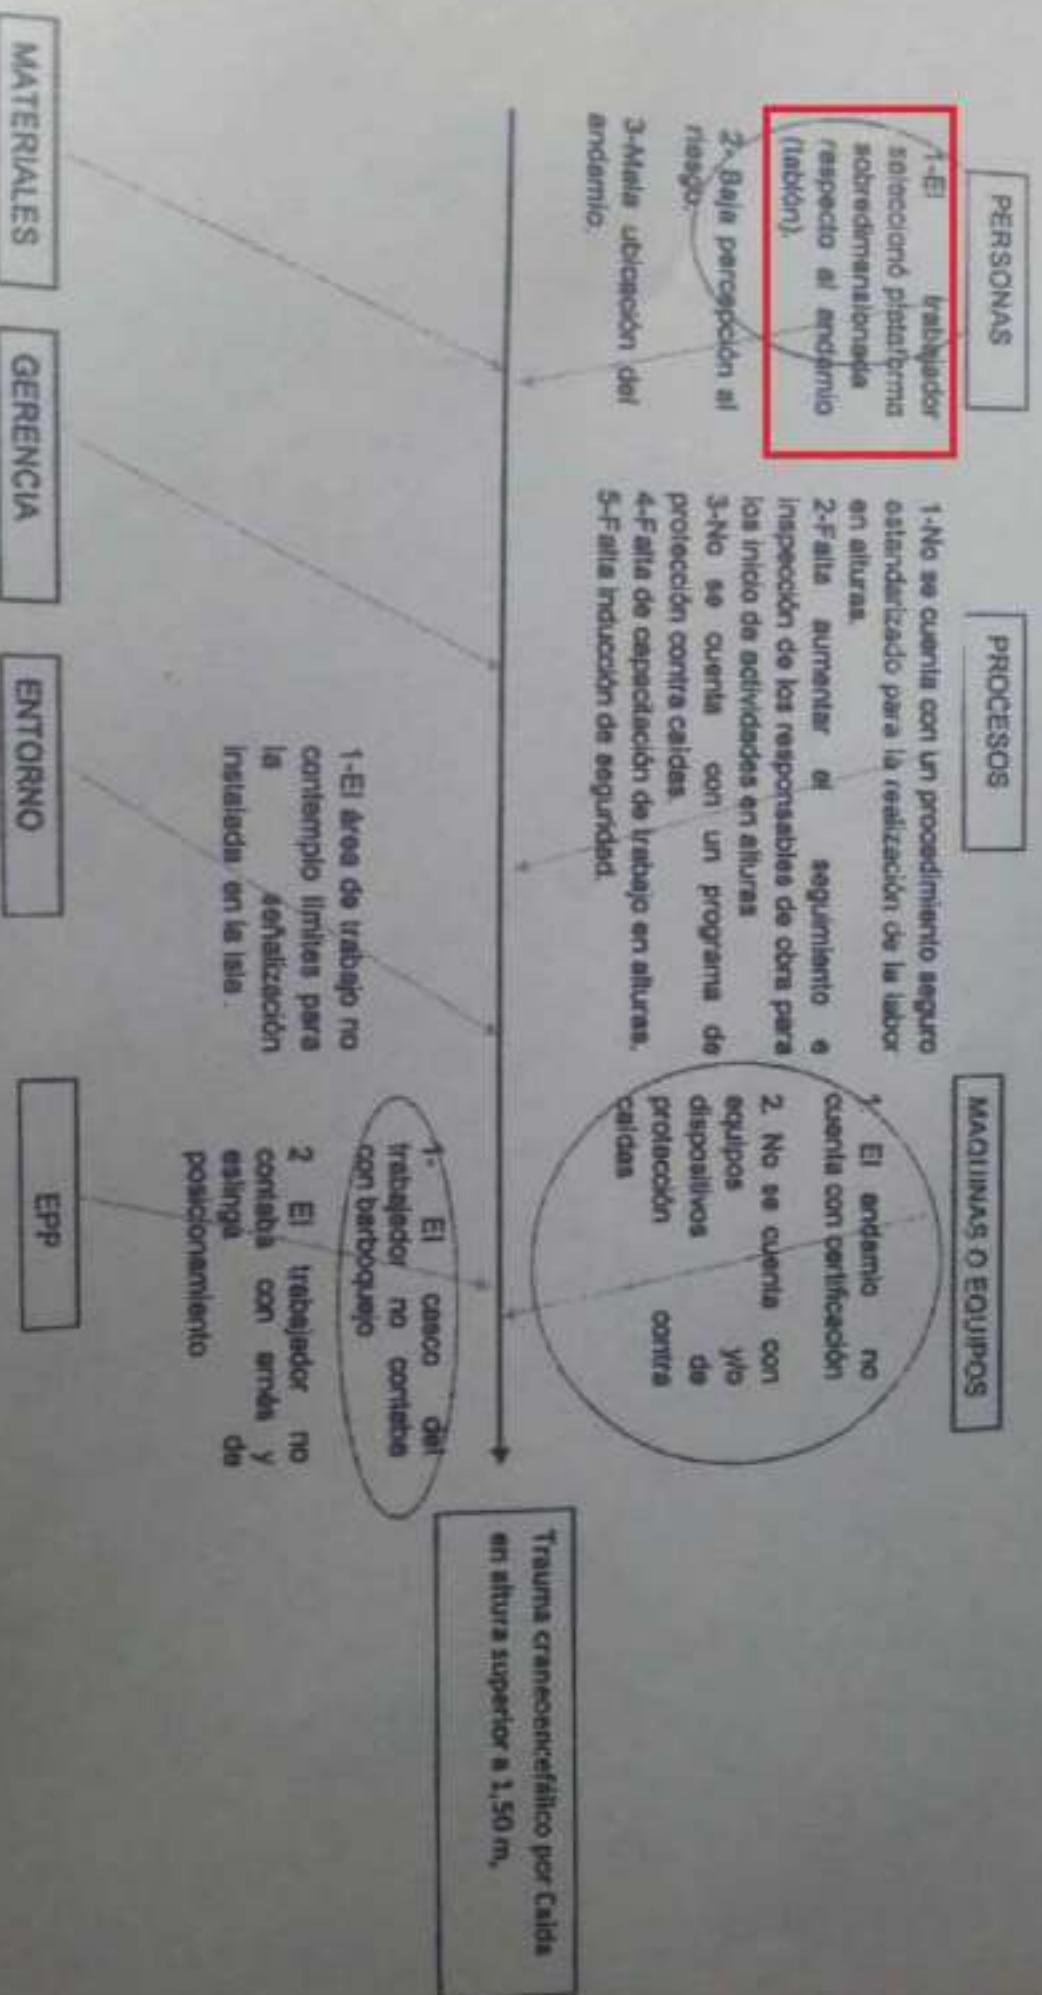 PERSONAS
1-El trabajador
seleccionó plataforma
sobredimensionada
respecto al andamio
(tablón).
2- Baja percepción al
riesgo.
3-Mala ubicación del
andamio.
PROCESOS
1-No se cuenta con un procedimiento seguro
estandarizado para la realización de la labor
en alturas.
2-Falta aumentar el seguimiento e
inspección de los responsables de obra para
los inicio de actividades en alturas
3-No se cuenta con un programa de
protección contra caídas.
4-Falta de capacitación de trabajo en alturas.
5-Falta inducción de seguridad.
MAQUINAS O EQUIPOS
1. El andamio no
cuenta con certificación
2. No se cuenta con
equipos y/o
dispositivos de
protección contra
caídas
Trauma craneoencefálico por Caída
en altura superior a 1,50 m,
1-El área de trabajo no
contemplo límites para
la señalización
instalada en la isla .
1- El casco del
trabajador no contaba
con barboquejo
2 El trabajador no
contaba con arnés y
eslinga de
posicionamiento
MATERIALES
GERENCIA
ENTORNO
EPP